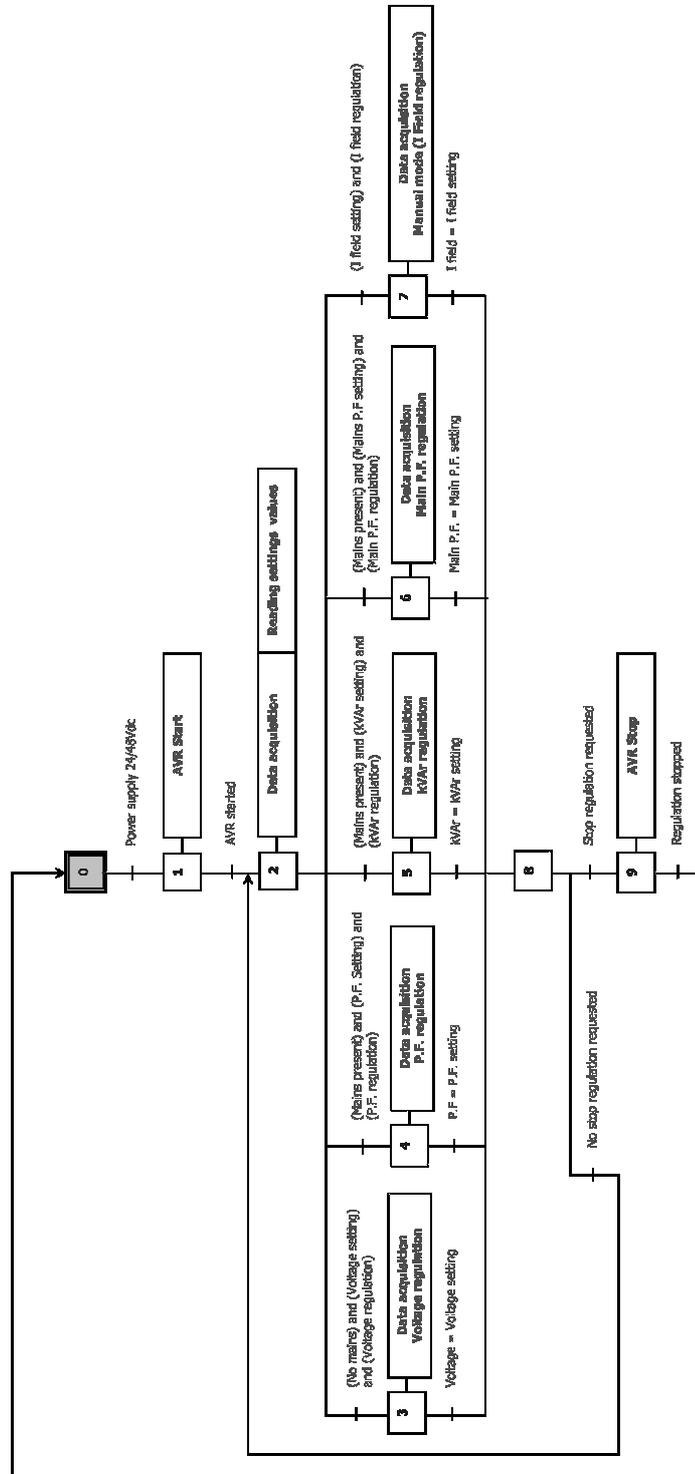 0
Power supply 24/48Vdc
1
AVR Start
AVR started
2
Data acquisition
Reading settings values
(No mains) and (Voltage setting)
and (Voltage regulation)
(Mains present) and (P.F. Setting) and
(P.F. regulation)
(Mains present) and (kVAr setting) and
(kVAr regulation)
(Mains present) and (Mains P.F setting) and
(Main P.F. regulation)
(I field setting) and (I field regulation)
3
Data acquisition
Voltage regulation
4
Data acquisition
P.F. regulation
5
Data acquisition
kVAr regulation
6
Data acquisition
Main P.F. regulation
7
Data acquisition
Manual mode (I Field regulation)
Voltage = Voltage setting
P.F = P.F. setting
kVAr = kVAr setting
Main P.F. = Main P.F. setting
I field = I field setting
8
No stop regulation requested
Stop regulation requested
9
AVR Stop
Regulation stopped